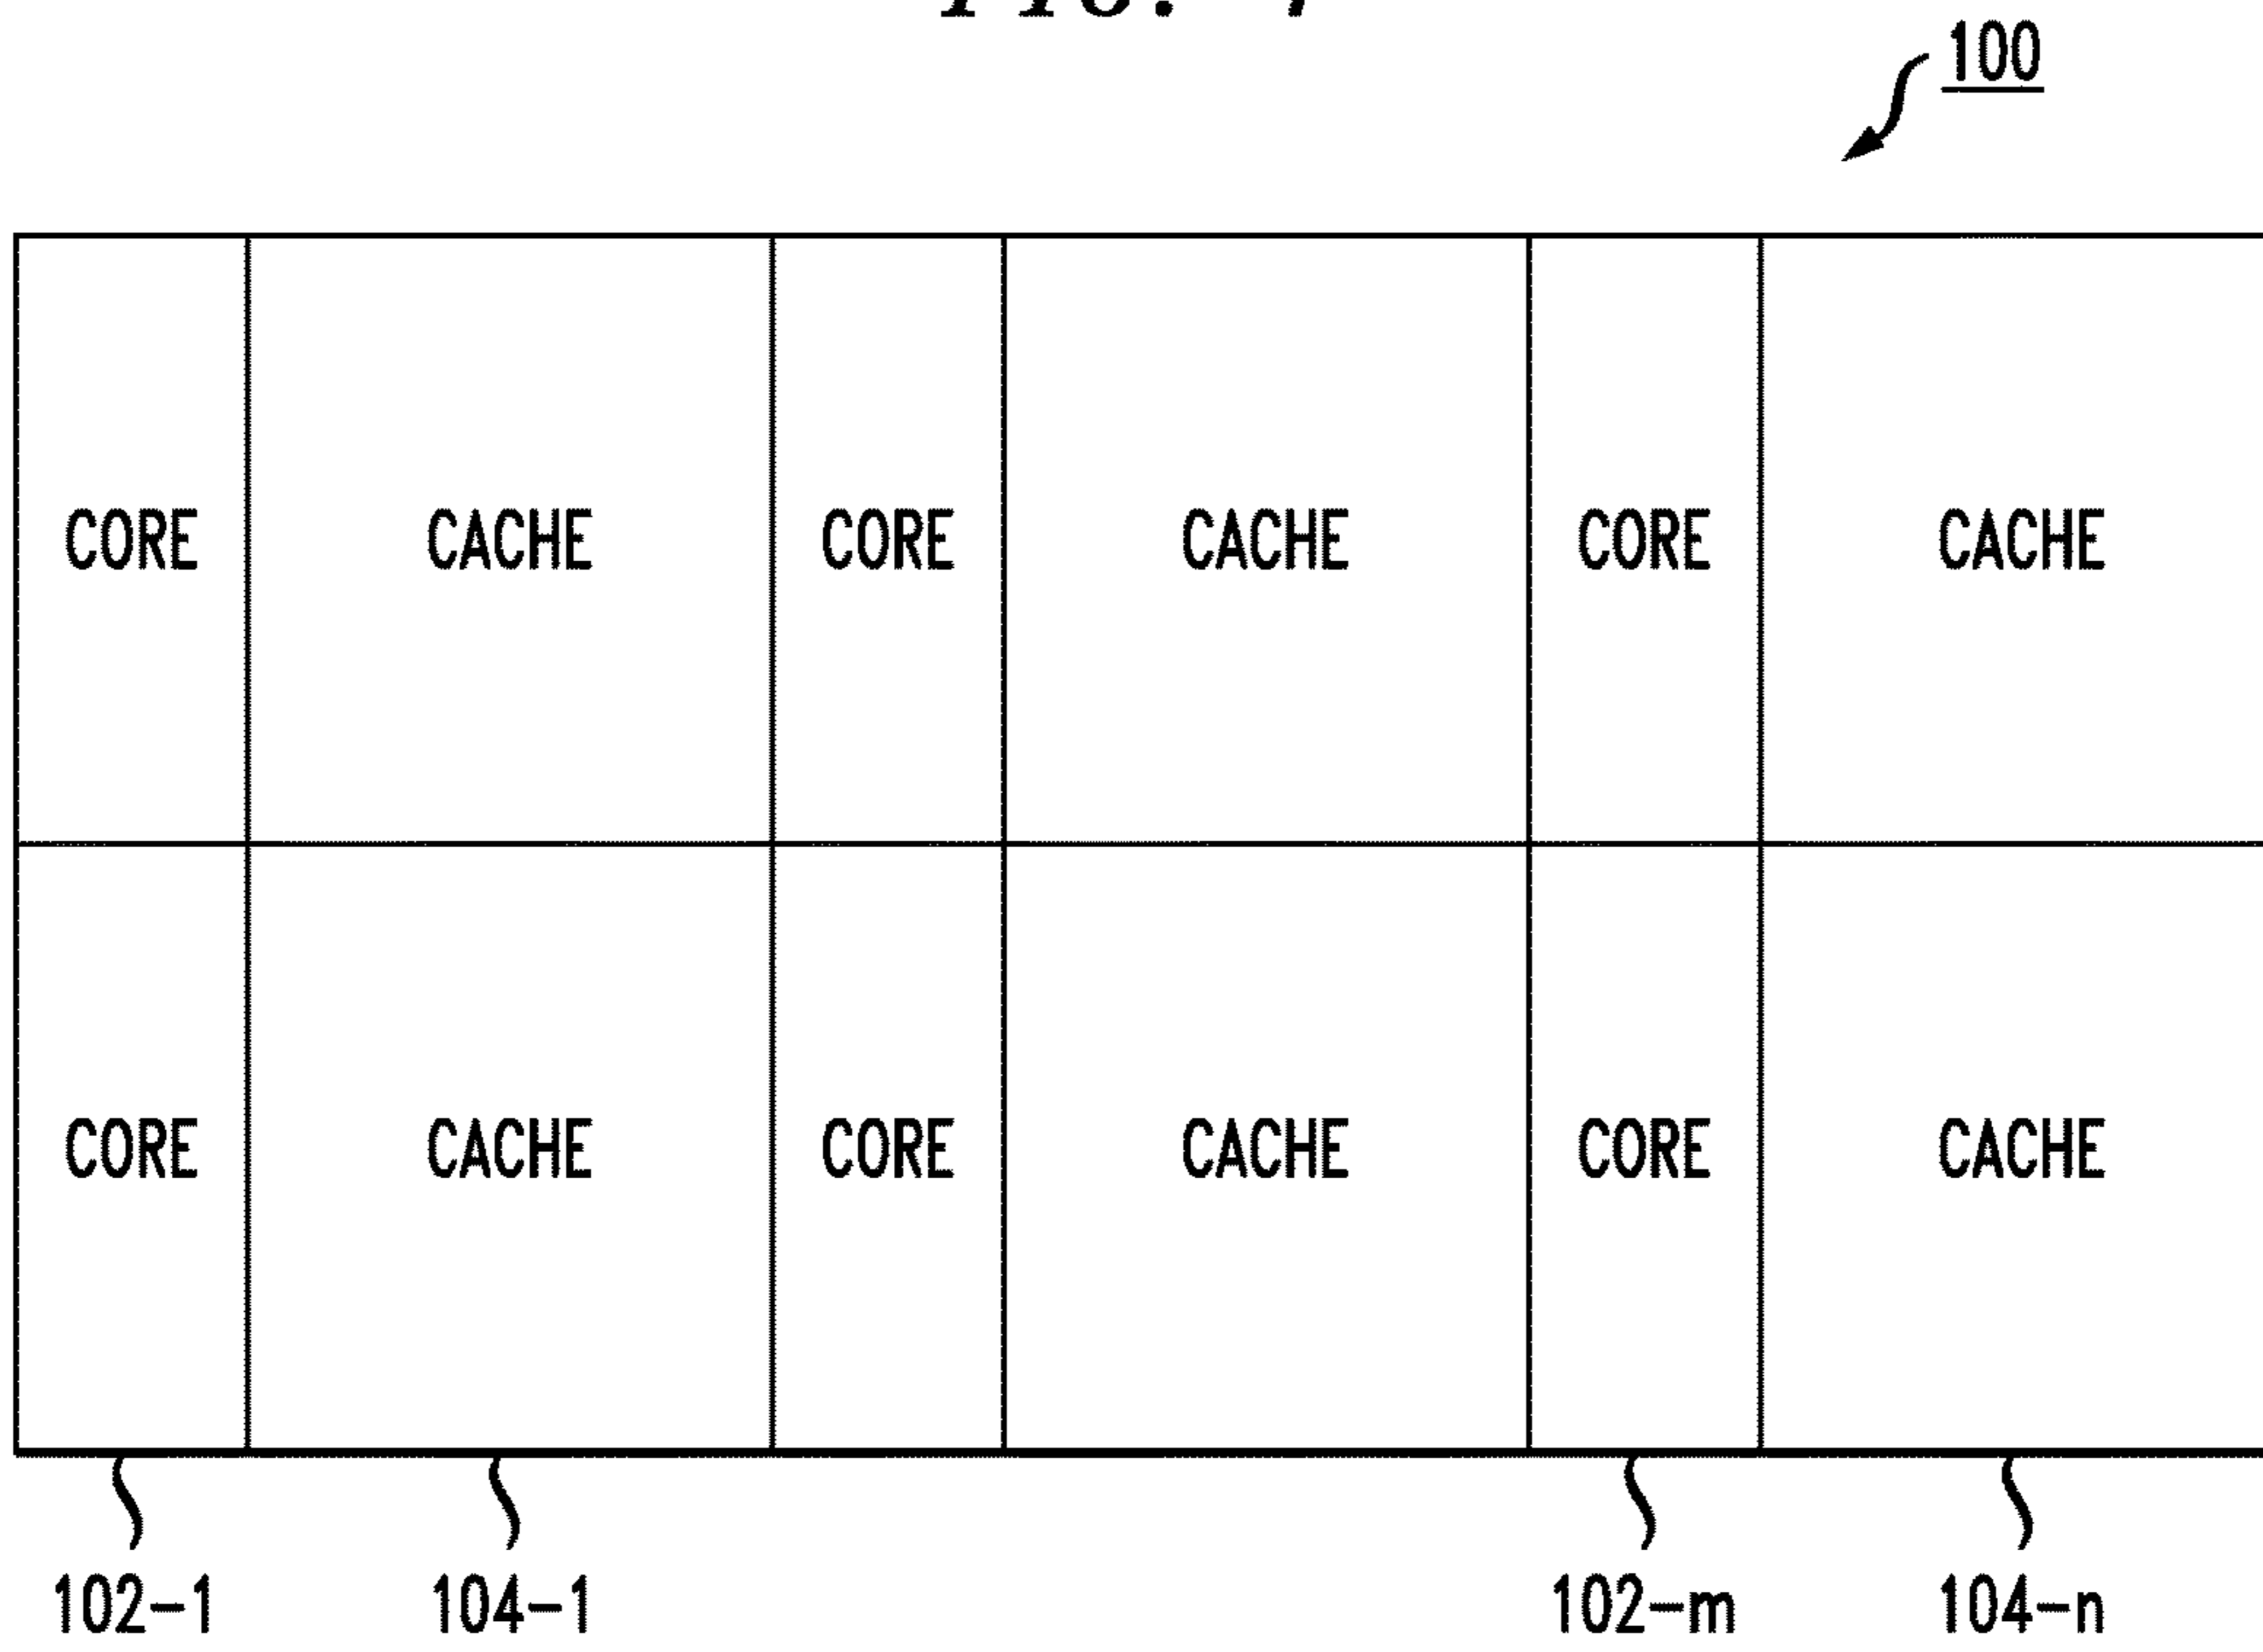 FIG.
100
CORE CACHE CORE CACHE CORE CACHE
CORE CACHE CORE CACHE CORE CACHE
102-1 104-1 102-m 104-n